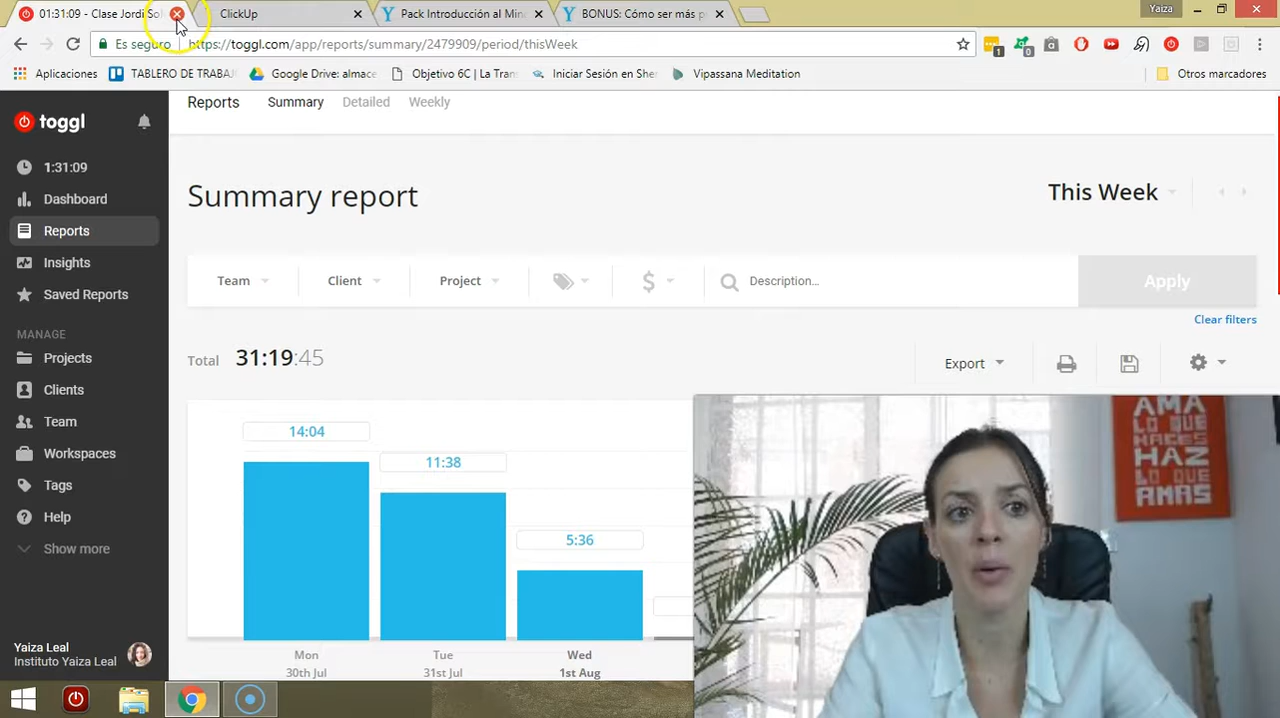 01:31:09 - Clase Jordi Sol
ClickUp
Pack Introducción al Min
BONUS: Cómo ser más p
Yaiza
Es seguro
https://toggl.com/app/reports/summary/2479909/period/thisWeek
1
0
Aplicaciones
TABLERO DE TRABAJ
Google Drive: almace
Objetivo 6C | La Trans
Iniciar Sesión en Sher
Vipassana Meditation
Otros marcadores
toggl
Reports
Summary
Detailed
Weekly
1:31:09
Dashboard
Reports
Insights
Saved Reports
MANAGE
Projects
Clients
Team
Workspaces
Tags
Help
Show more
Yaiza Leal
Instituto Yaiza Leal
Summary report
This Week
Team
Client
Project
$
Description...
Apply
Clear filters
Total 31:19:45
Export
14:04
11:38
5:36
Mon
30th Jul
Tue
31st Jul
Wed
1st Aug
AMA
LO QUE
HACES
HAZ
LO QUE
AMAS